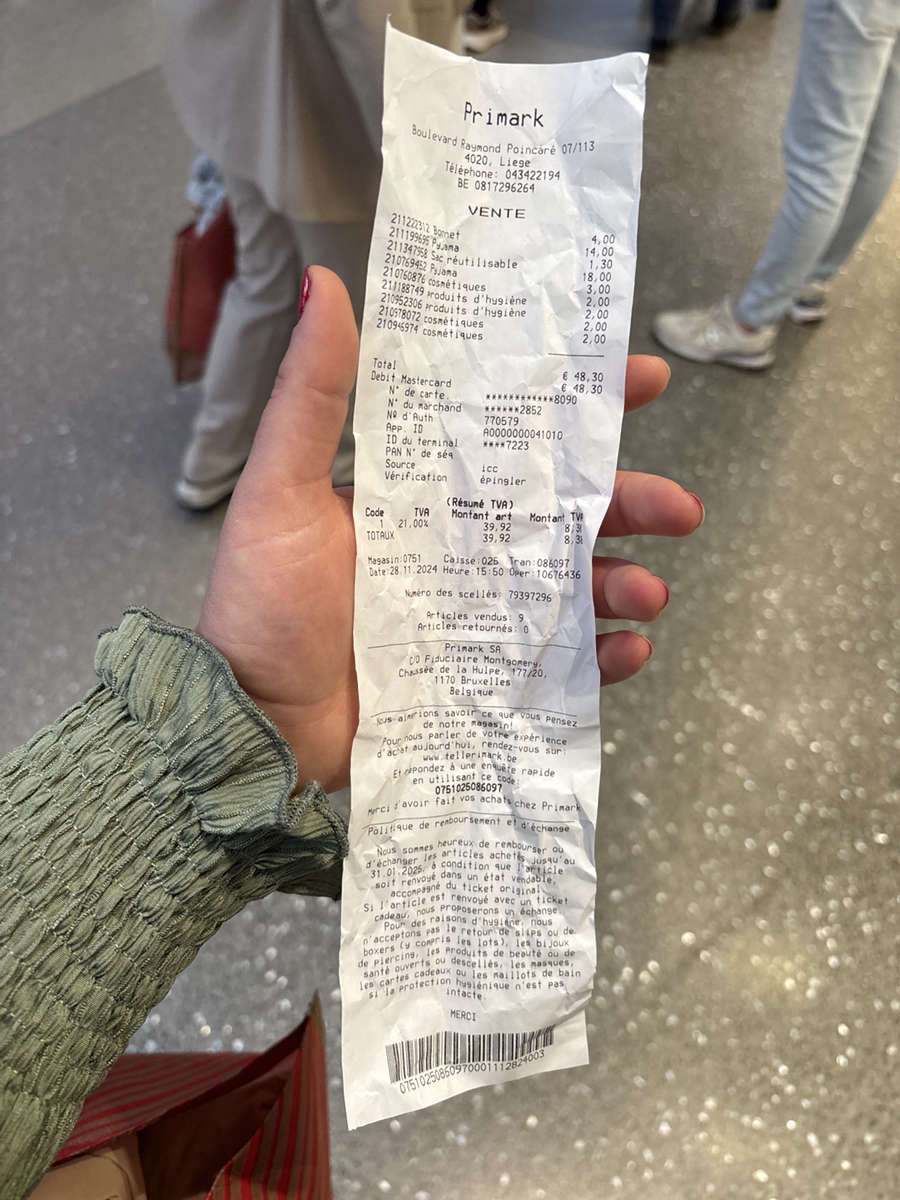 Primark
Boulevard Raymond Poincaré 07/113
4020, Liege
Téléphone: 043422194
BE 0817296264
VENTE
211222312 Bonnet 4,00
211199695 Pyjama 14,00
211347958 Sac réutilisable 1,30
210769452 Pyjama 18,00
210760876 cosmétiques 3,00
211188749 produits d'hygiène 2,00
210952306 produits d'hygiène 2,00
210978072 cosmétiques 2,00
210946974 cosmétiques 2,00
Total € 48,30
Debit Mastercard € 48,30
N° de carte. ************8090
N° du marchand ******2852
Nº d'Auth 770579
App. ID A0000000041010
ID du terminal ****7223
PAN N° de séq
Source icc
Vérification épingler
(Résumé TVA)
Code TVA Montant art Montant TVA
1 21,00% 39,92 8,38
TOTAUX 39,92 8,38
Magasin:0751 Caisse:025 Tran:086097
Date:28.11.2024 Heure:15:50 Oper:10676436
Numéro des scellés: 79397296
Articles vendus: 9
Articles retournés: 0
Primark SA
C/O Fiduciaire Montgomery,
Chaussée de la Hulpe, 177/20,
1170 Bruxelles
Belgique
Nous aimerions savoir ce que vous pensez
de notre magasin!
Pour nous parler de votre expérience
d'achat aujourd'hui, rendez-vous sur:
www.tellprimark.be
Et répondez à une enquête rapide
en utilisant ce code:
0751025086097
Merci d'avoir fait vos achats chez Primark
Politique de remboursement et d'échange
Nous sommes heureux de rembourser ou
d'échanger les articles achetés jusqu'au
31.01.2025, à condition que l'article
soit renvoyé dans un état vendable,
accompagné du ticket original
Si l'article est renvoyé avec un ticket
cadeau, nous proposerons un échange.
Pour des raisons d'hygiène, nous
n'acceptons pas le retour de slips ou de
boxers (y compris les lots), les bijoux
de piercing, les produits de beauté ou de
santé ouverts ou descellés, les masques,
les cartes cadeaux ou les maillots de bain
si la protection hygiénique n'est pas
intacte.
MERCI
07510250860970001112824003